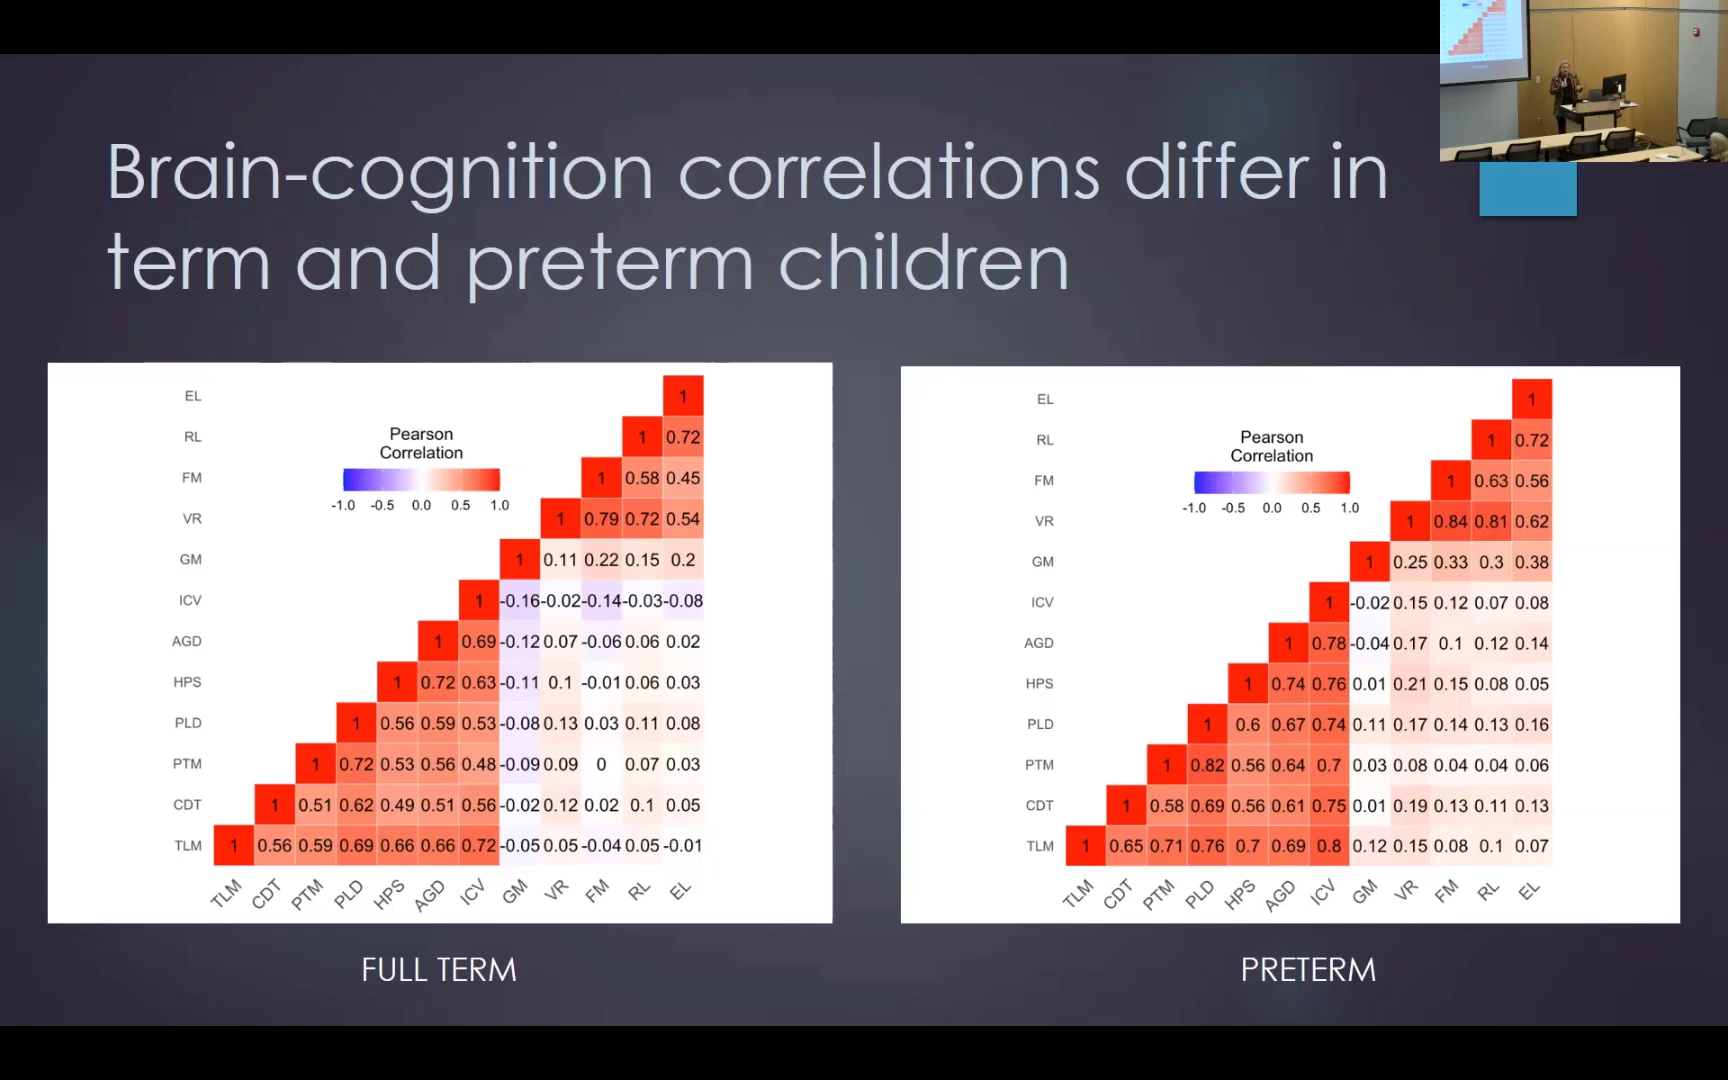 Brain-cognition correlations differ in
term and preterm children
EL 1
Pearson
Correlation
-1.0 -0.5 0.0 0.5 1.0
RL 1 0.72
FM 1 0.58 0.45
VR 1 0.79 0.72 0.54
GM 1 0.11 0.22 0.15 0.2
ICV 1 -0.16 -0.02 -0.14 -0.03 -0.08
AGD 1 0.69 -0.12 0.07 -0.06 0.06 0.02
HPS 1 0.72 0.63 -0.11 0.1 -0.01 0.06 0.03
PLD 1 0.56 0.59 0.53 -0.08 0.13 0.03 0.11 0.08
PTM 1 0.72 0.53 0.56 0.48 -0.09 0.09 0 0.07 0.03
CDT 1 0.51 0.62 0.49 0.51 0.56 -0.02 0.12 0.02 0.1 0.05
TLM 1 0.56 0.59 0.69 0.66 0.66 0.72 -0.05 0.05 -0.04 0.05 -0.01
TLM CDT PTM PLD HPS AGD ICV GM VR FM RL EL
FULL TERM
EL 1
Pearson
Correlation
-1.0 -0.5 0.0 0.5 1.0
RL 1 0.72
FM 1 0.63 0.56
VR 1 0.84 0.81 0.62
GM 1 0.25 0.33 0.3 0.38
ICV 1 -0.02 0.15 0.12 0.07 0.08
AGD 1 0.78 -0.04 0.17 0.1 0.12 0.14
HPS 1 0.74 0.76 0.01 0.21 0.15 0.08 0.05
PLD 1 0.6 0.67 0.74 0.11 0.17 0.14 0.13 0.16
PTM 1 0.82 0.56 0.64 0.7 0.03 0.08 0.04 0.04 0.06
CDT 1 0.58 0.69 0.56 0.61 0.75 0.01 0.19 0.13 0.11 0.13
TLM 1 0.65 0.71 0.76 0.7 0.69 0.8 0.12 0.15 0.08 0.1 0.07
TLM CDT PTM PLD HPS AGD ICV GM VR FM RL EL
PRETERM